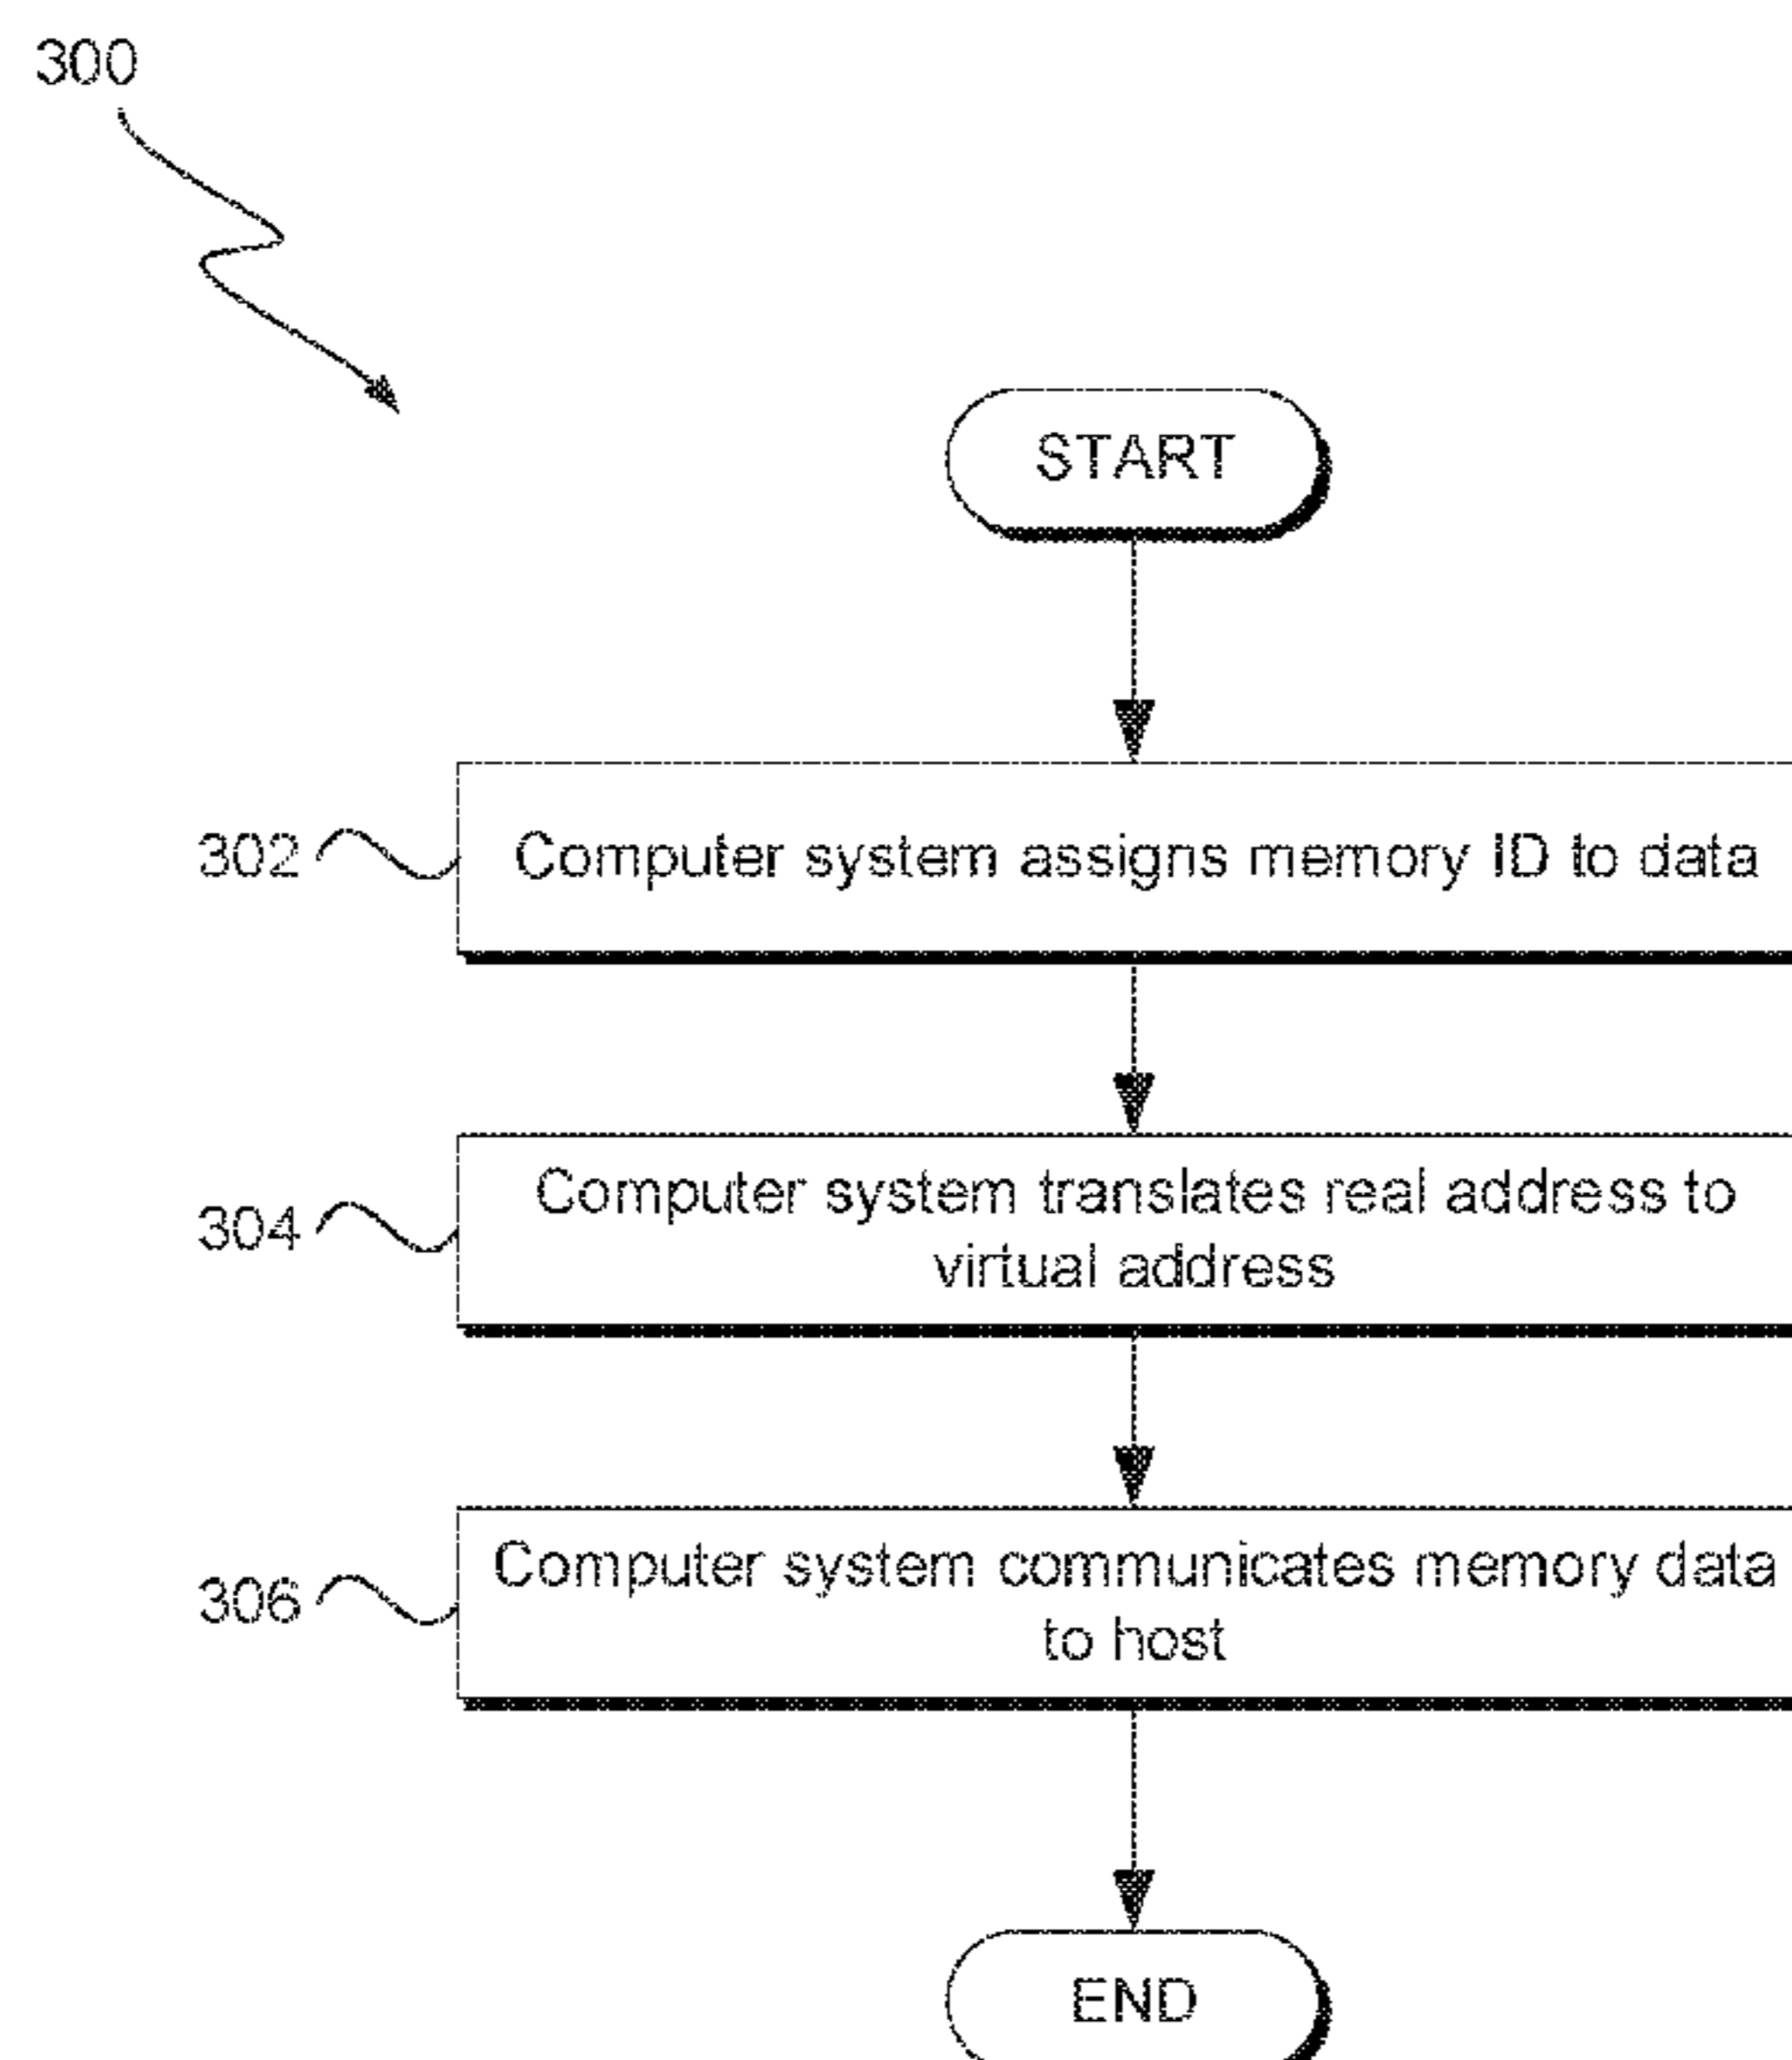 300
START
302
Computer system assigns memory ID to data
304
Computer system translates real address to
virtual address
306
Computer system communicates memory data
to host
END